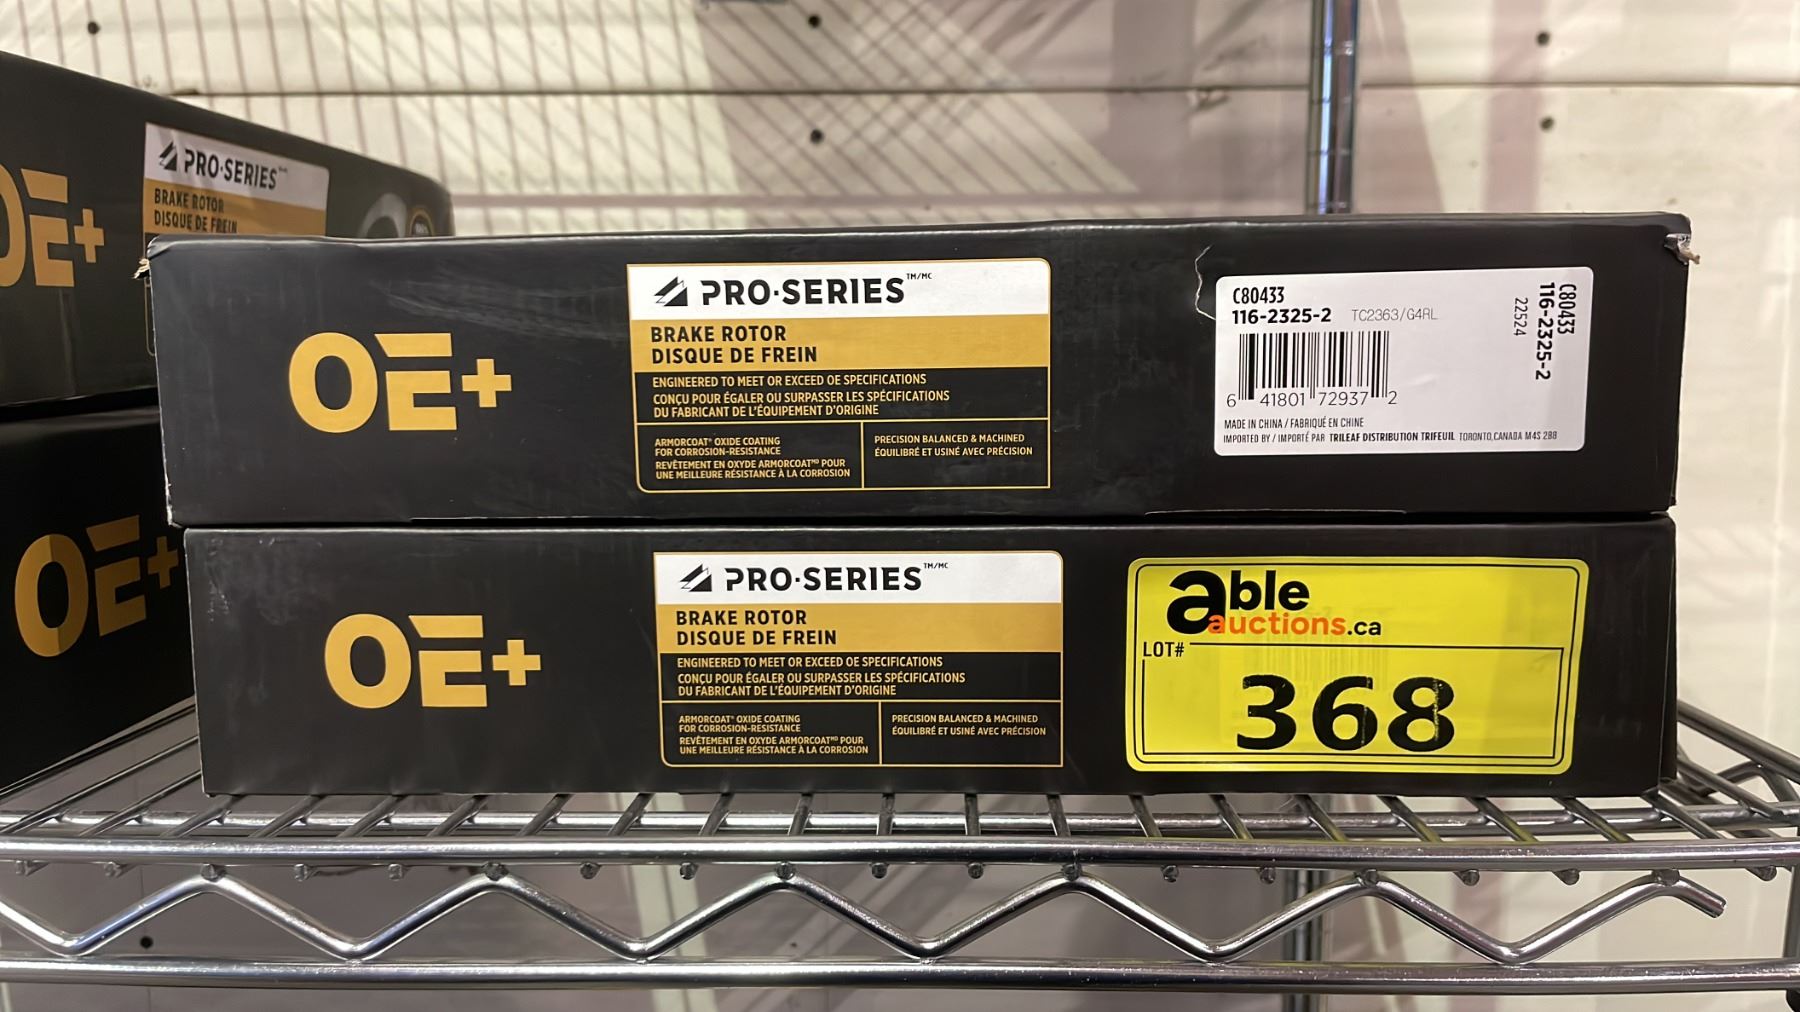 OE+
PRO·SERIES
BRAKE ROTOR
DISQUE DE FREIN
OE+
OE+
PRO·SERIES TM/MC
BRAKE ROTOR
DISQUE DE FREIN
ENGINEERED TO MEET OR EXCEED OE SPECIFICATIONS
CONÇU POUR ÉGALER OU SURPASSER LES SPÉCIFICATIONS
DU FABRICANT DE L'ÉQUIPEMENT D'ORIGINE
ARMORCOAT® OXIDE COATING
FOR CORROSION-RESISTANCE
REVÊTEMENT EN OXYDE ARMORCOATᴹᴰ POUR
UNE MEILLEURE RÉSISTANCE À LA CORROSION
PRECISION BALANCED & MACHINED
ÉQUILIBRÉ ET USINÉ AVEC PRÉCISION
C80433
116-2325-2 TC2363/G4RL
6 41801 72937 2
MADE IN CHINA / FABRIQUÉ EN CHINE
IMPORTED BY / IMPORTÉ PAR TRILEAF DISTRIBUTION TRIFEUIL TORONTO, CANADA M4S 2B8
C80433
116-2325-2
22524
OE+
PRO·SERIES TM/MC
BRAKE ROTOR
DISQUE DE FREIN
ENGINEERED TO MEET OR EXCEED OE SPECIFICATIONS
CONÇU POUR ÉGALER OU SURPASSER LES SPÉCIFICATIONS
DU FABRICANT DE L'ÉQUIPEMENT D'ORIGINE
ARMORCOAT® OXIDE COATING
FOR CORROSION-RESISTANCE
REVÊTEMENT EN OXYDE ARMORCOATᴹᴰ POUR
UNE MEILLEURE RÉSISTANCE À LA CORROSION
PRECISION BALANCED & MACHINED
ÉQUILIBRÉ ET USINÉ AVEC PRÉCISION
able
auctions.ca
LOT#
368